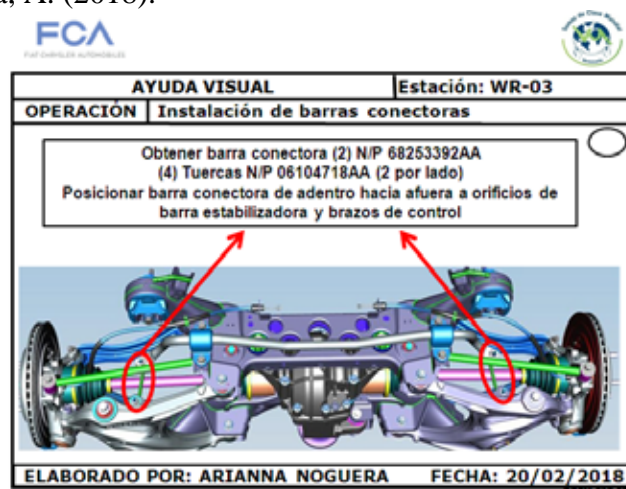 a, A. (2018).
FCA
FIAT CHRYSLER AUTOMOBILES
AYUDA VISUAL
Estación: WR-03
OPERACIÓN
Instalación de barras conectoras
Obtener barra conectora (2) N/P 68253392AA
(4) Tuercas N/P 06104718AA (2 por lado)
Posicionar barra conectora de adentro hacia afuera a orificios de
barra estabilizadora y brazos de control
ELABORADO POR: ARIANNA NOGUERA
FECHA: 20/02/2018